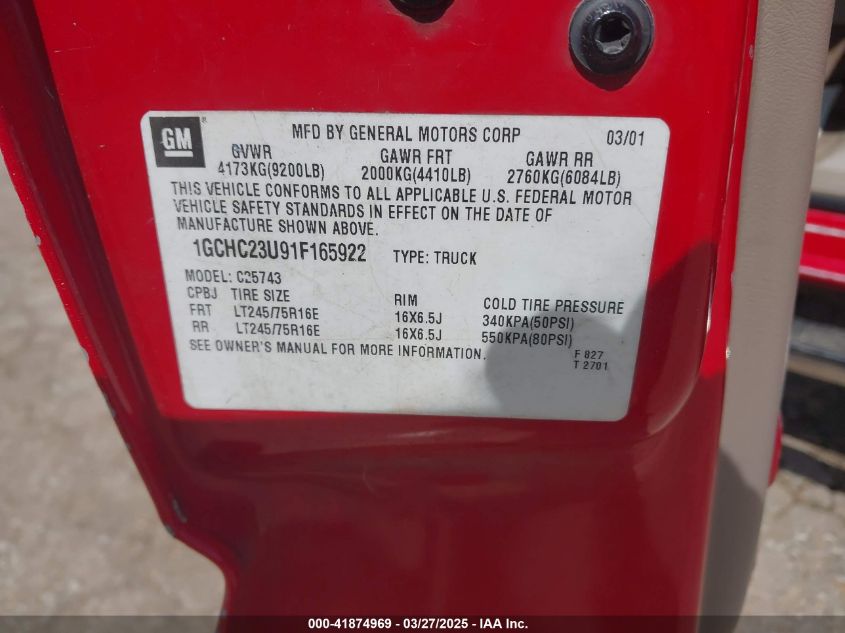 GM
MFD BY GENERAL MOTORS CORP 03/01
GVWR GAWR FRT GAWR RR
4173KG(9200LB) 2000KG(4410LB) 2760KG(6084LB)
THIS VEHICLE CONFORMS TO ALL APPLICABLE U.S. FEDERAL MOTOR
VEHICLE SAFETY STANDARDS IN EFFECT ON THE DATE OF
MANUFACTURE SHOWN ABOVE.
1GCHC23U91F165922 TYPE: TRUCK
MODEL: C25743
CPBJ TIRE SIZE RIM COLD TIRE PRESSURE
FRT LT245/75R16E 16X6.5J 340KPA(50PSI)
RR LT245/75R16E 16X6.5J 550KPA(80PSI)
SEE OWNER'S MANUAL FOR MORE INFORMATION. F 827
T 2701
000-41874969 — 03/27/2025 — IAA Inc.